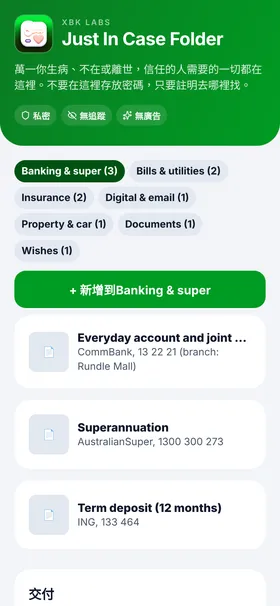 XBK LABS
Just In Case Folder
萬一你生病、不在或離世，信任的人需要的一切都在
這裡。不要在這裡存放密碼，只要註明去哪裡找。
私密
無追蹤
無廣告
Banking & super (3)
Bills & utilities (2)
Insurance (2)
Digital & email (1)
Property & car (1)
Documents (1)
Wishes (1)
+ 新增到Banking & super
Everyday account and joint ...
CommBank, 13 22 21 (branch:
Rundle Mall)
Superannuation
AustralianSuper, 1300 300 273
Term deposit (12 months)
ING, 133 464
交付